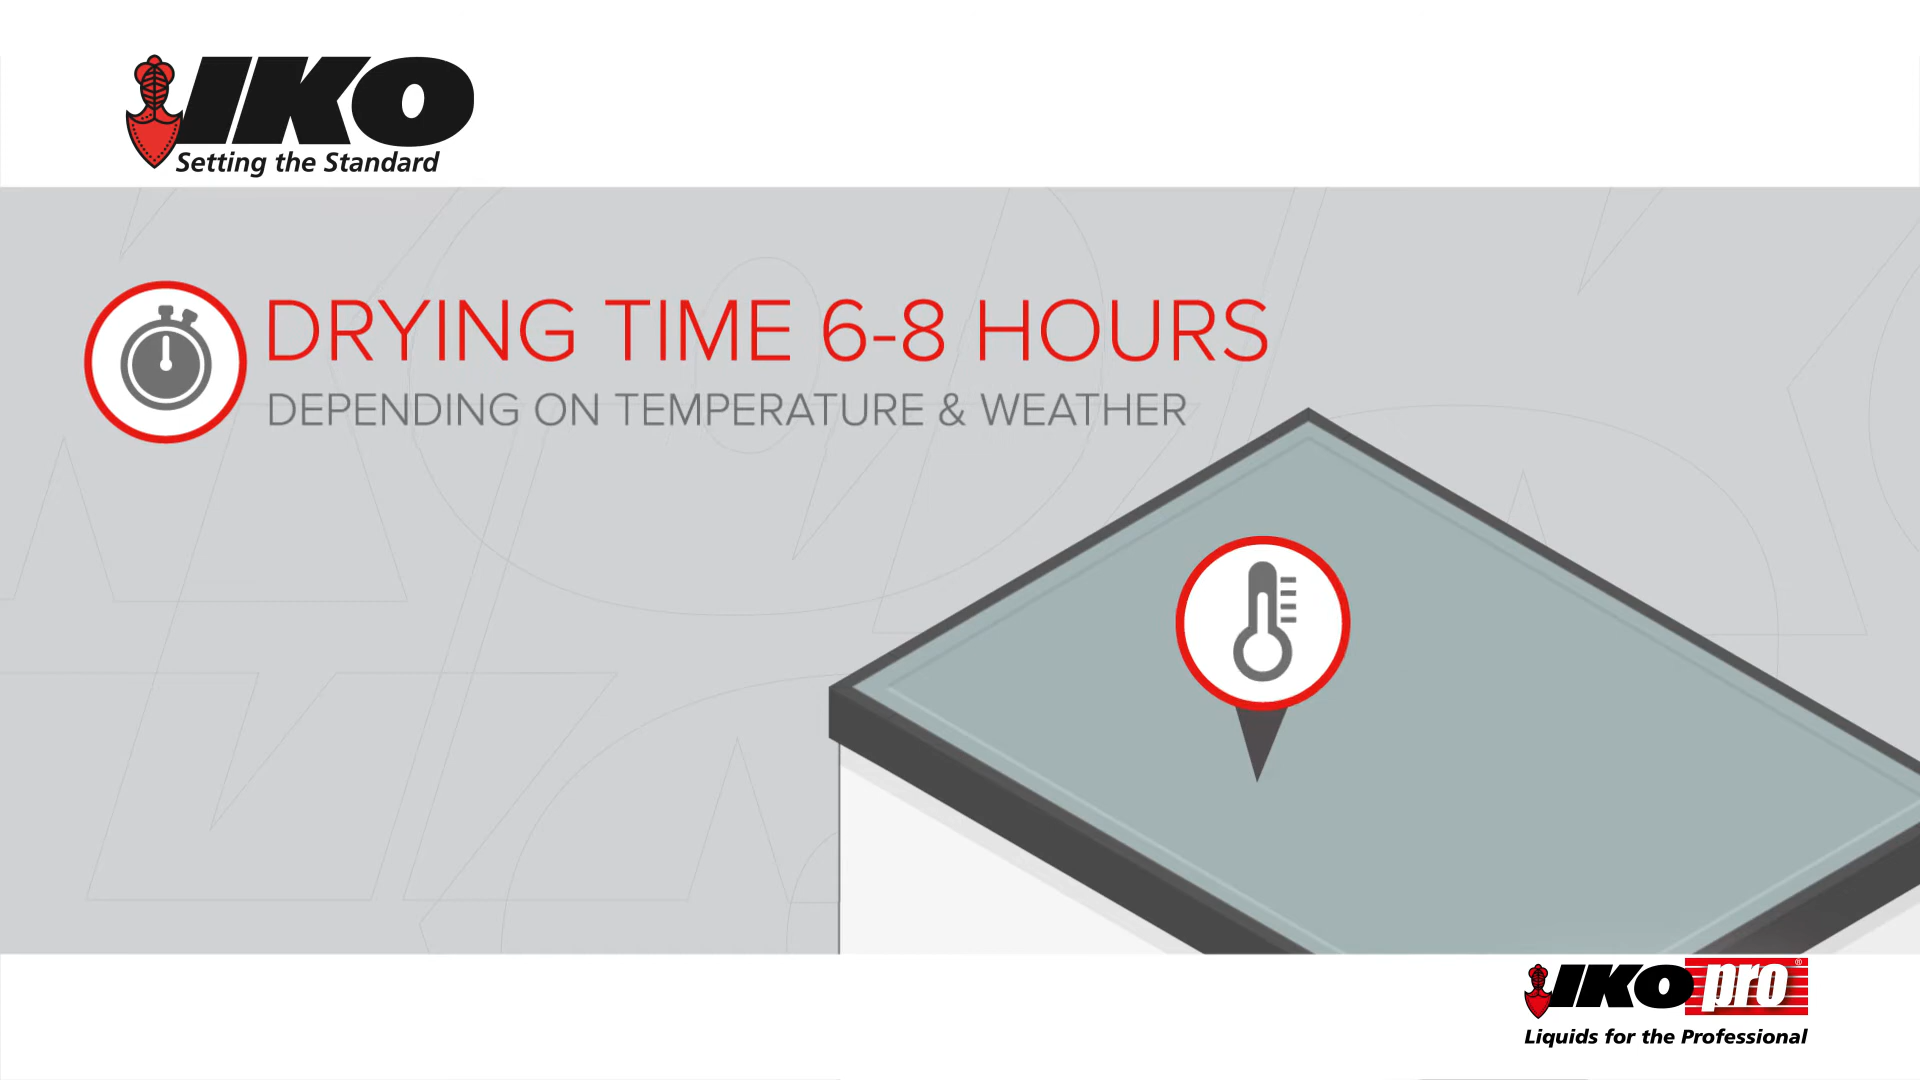 IKO
Setting the Standard
DRYING TIME 6-8 HOURS
DEPENDING ON TEMPERATURE & WEATHER
IKO pro®
Liquids for the Professional